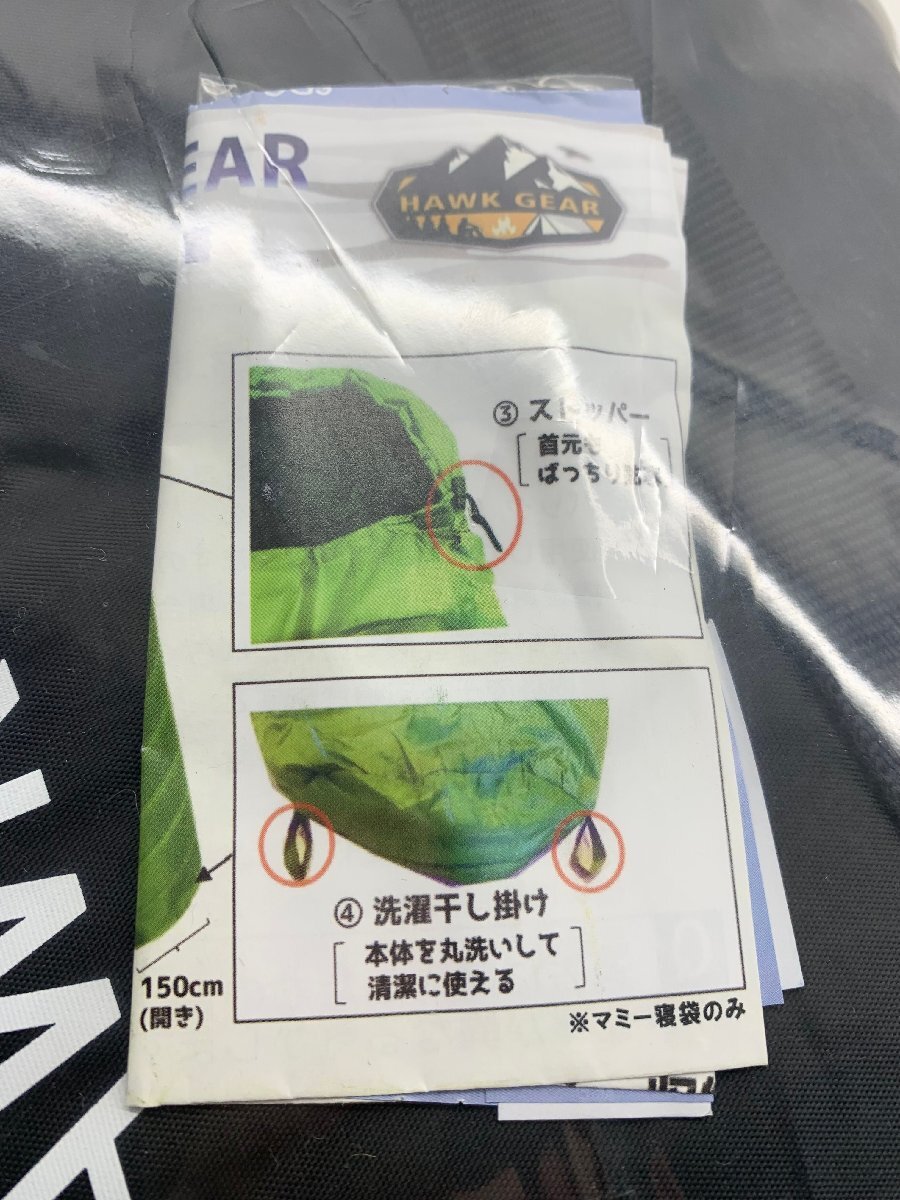 EAR
HAWK GEAR
③ ストッパー
首元も
ばっちり
④ 洗濯干し掛け
本体を丸洗いして
清潔に使える
150cm
(開き)
※マミー寝袋のみ